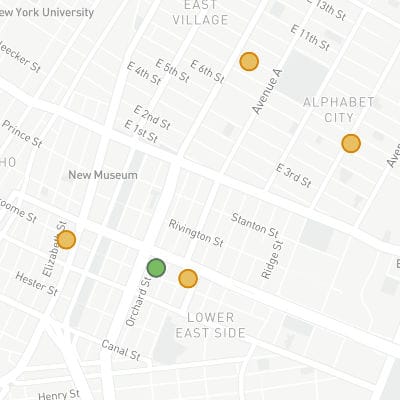 EAST
VILLAGE
New York University
E 13th St
E 11th St
Bleecker St
E 4th St
E 5th St
E 6th St
Avenue A
ALPHABET
CITY
E 2nd St
E 1st St
Prince St
E 3rd St
New Museum
Stanton St
Rivington St
Elizabeth St
Ridge St
Hester St
Orchard St
LOWER
EAST SIDE
Canal St
Henry St